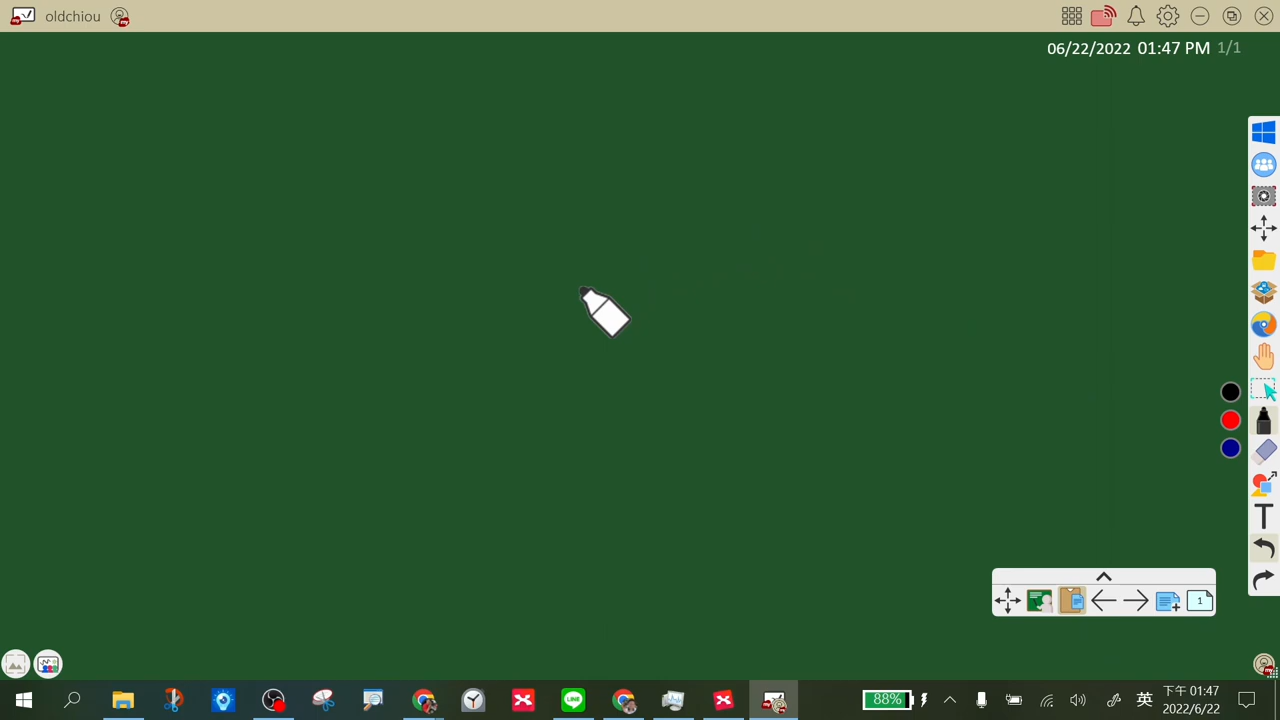 oldchiou
06/22/2022 01:47 PM 1/1
T
1
88%
英
下午 01:47
2022/6/22
LINE